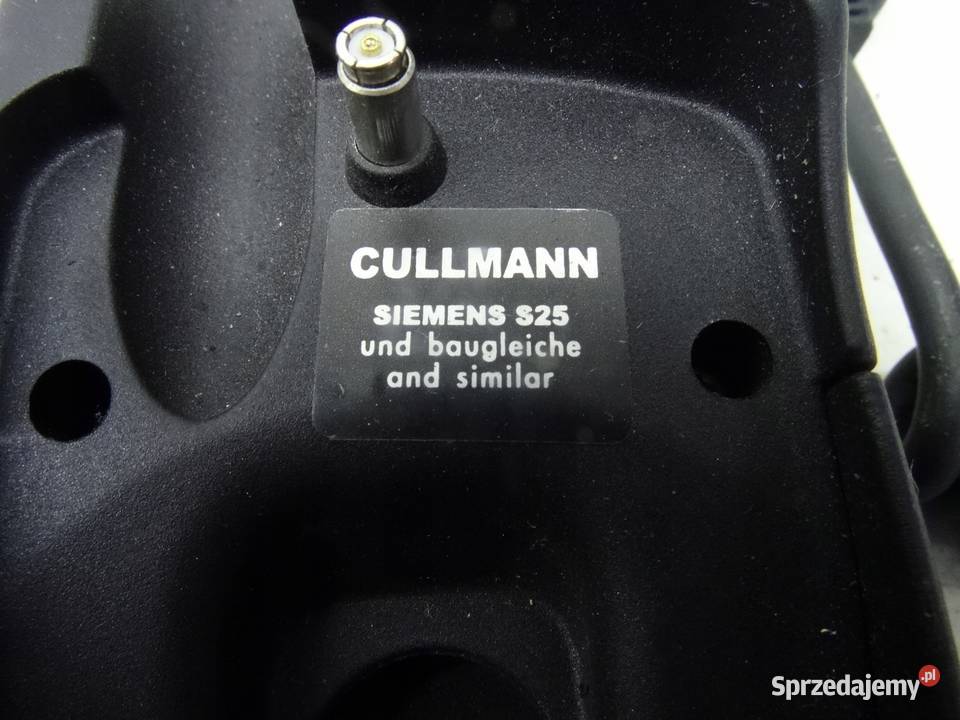 CULLMANN
SIEMENS S25
und baugleiche
and similar
Sprzedajemy.pl